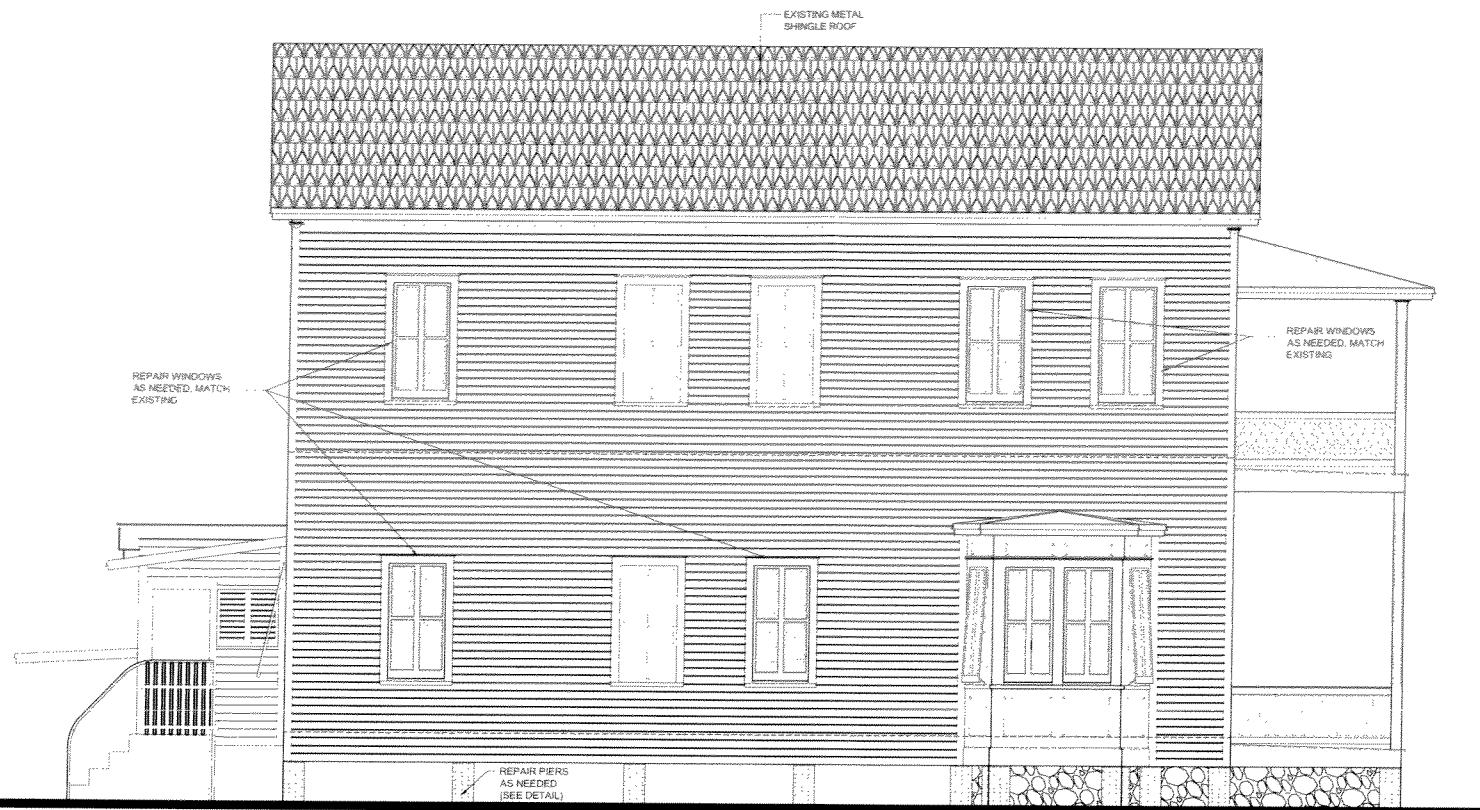 EXISTING METAL
SHINGLE ROOF
REPAIR WINDOWS
AS NEEDED, MATCH
EXISTING
REPAIR WINDOWS
AS NEEDED, MATCH
EXISTING
REPAIR PIERS
AS NEEDED
(SEE DETAIL)